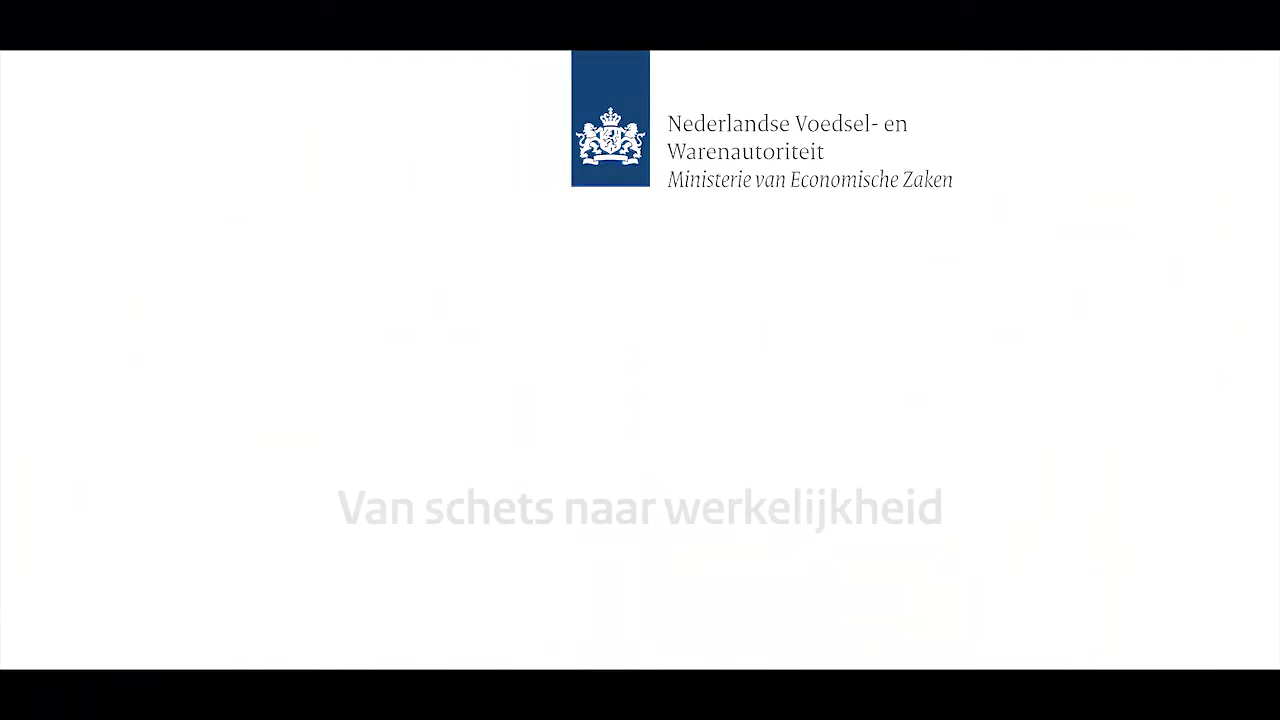 Nederlandse Voedsel- en
Warenautoriteit
Ministerie van Economische Zaken
Van schets naar werkelijkheid